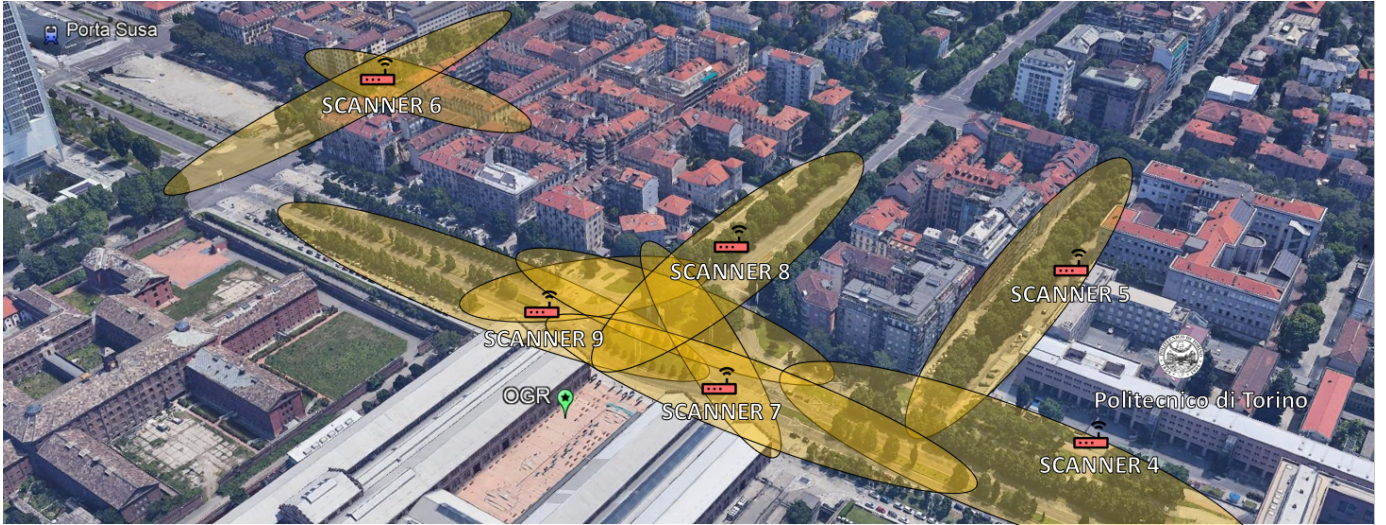 Porta Susa
SCANNER 6
SCANNER 8
SCANNER 5
SCANNER 9
OGR
SCANNER 7
Politecnico di Torino
SCANNER 4